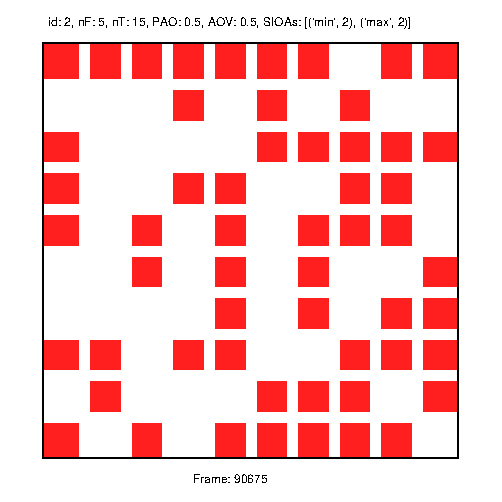 id: 2, nF: 5, nT: 15, PAO: 0.5, AOV: 0.5, SIOAs: [('min', 2), ('max', 2)]
Frame: 90675